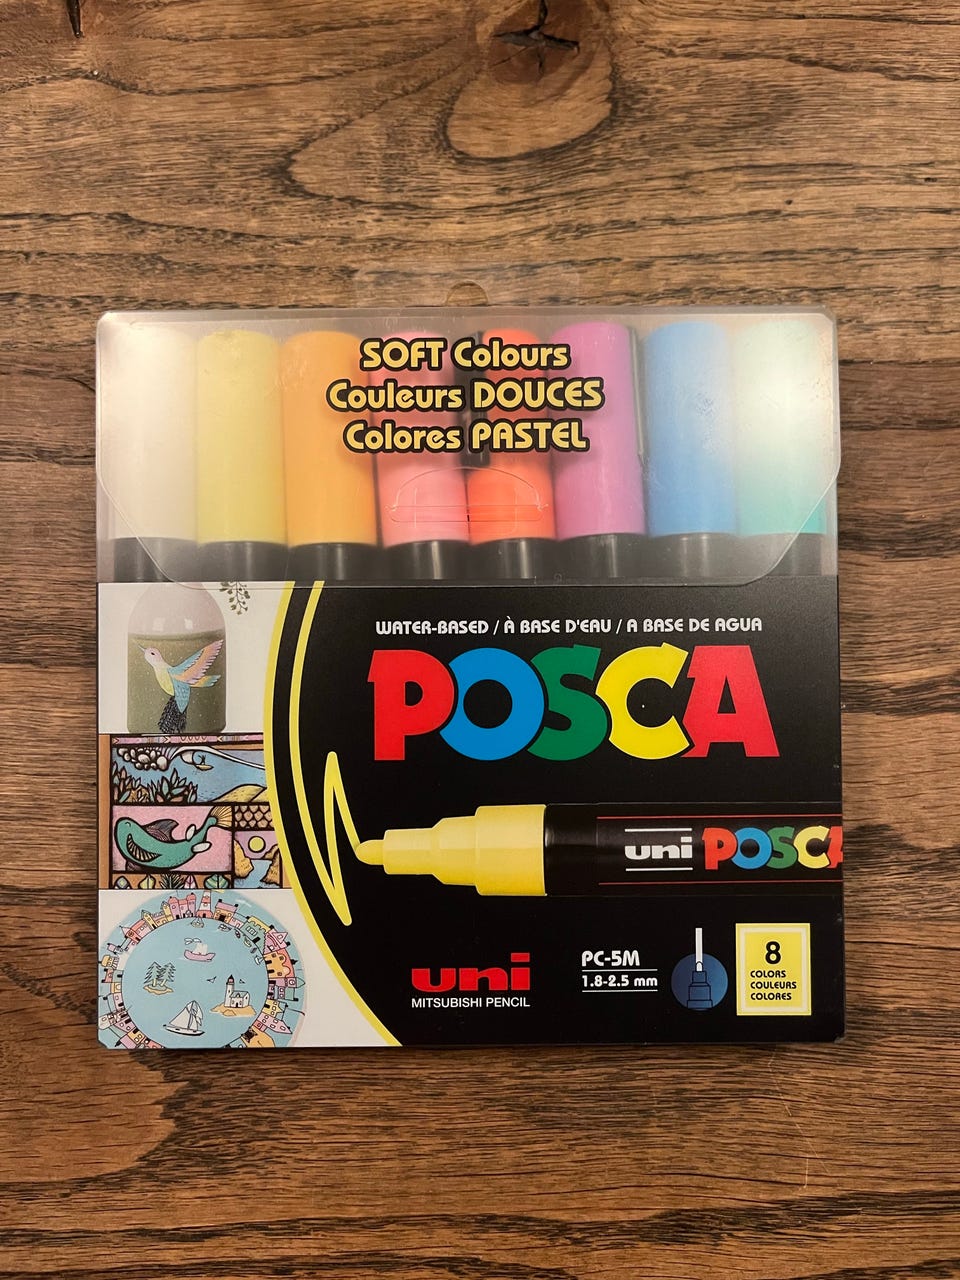 SOFT Colours
Couleurs DOUCES
Colores PASTEL
WATER-BASED / À BASE D'EAU / A BASE DE AGUA
POSCA
uni POSCA
uni
MITSUBISHI PENCIL
PC-5M
1.8-2.5 mm
8
COLORS
COULEURS
COLORES